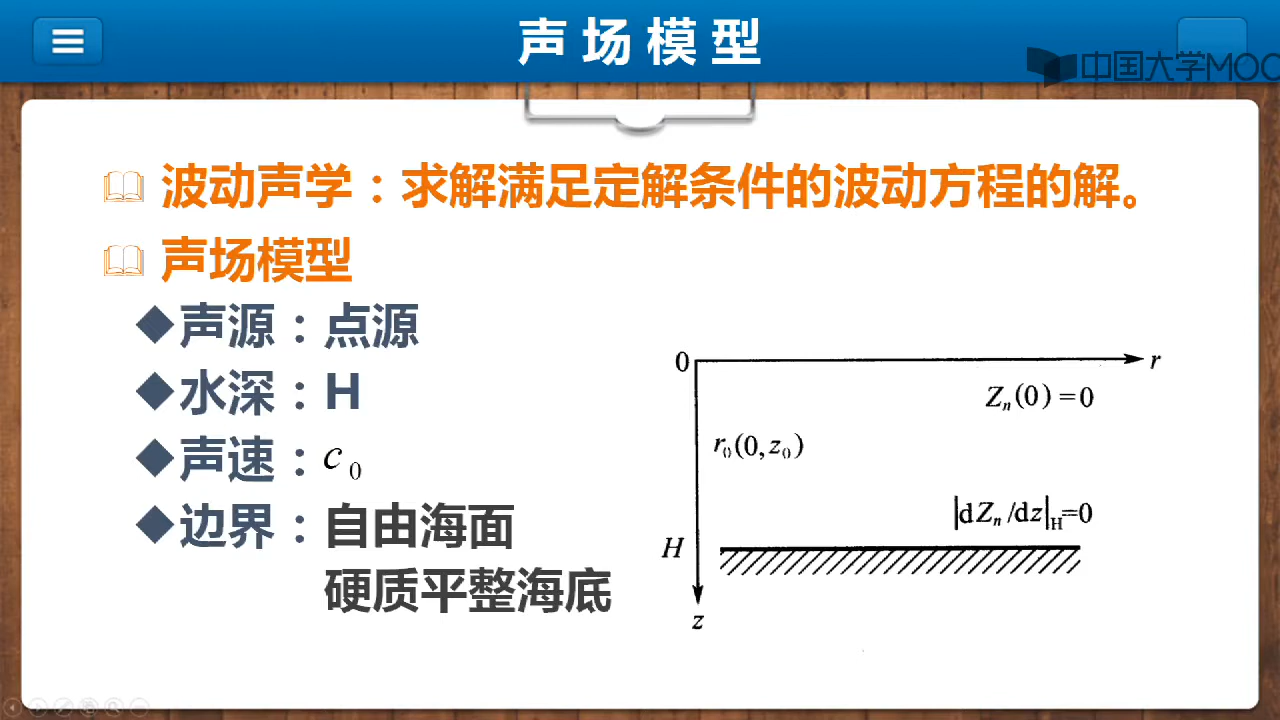 声场模型
中国大学MOO
波动声学：求解满足定解条件的波动方程的解。
声场模型
◆声源：点源
◆水深：H
◆声速：c₀
◆边界：自由海面
硬质平整海底
0
r
Zₙ(0)=0
r₀(0,z₀)
|dZₙ/dz|_H=0
H
z